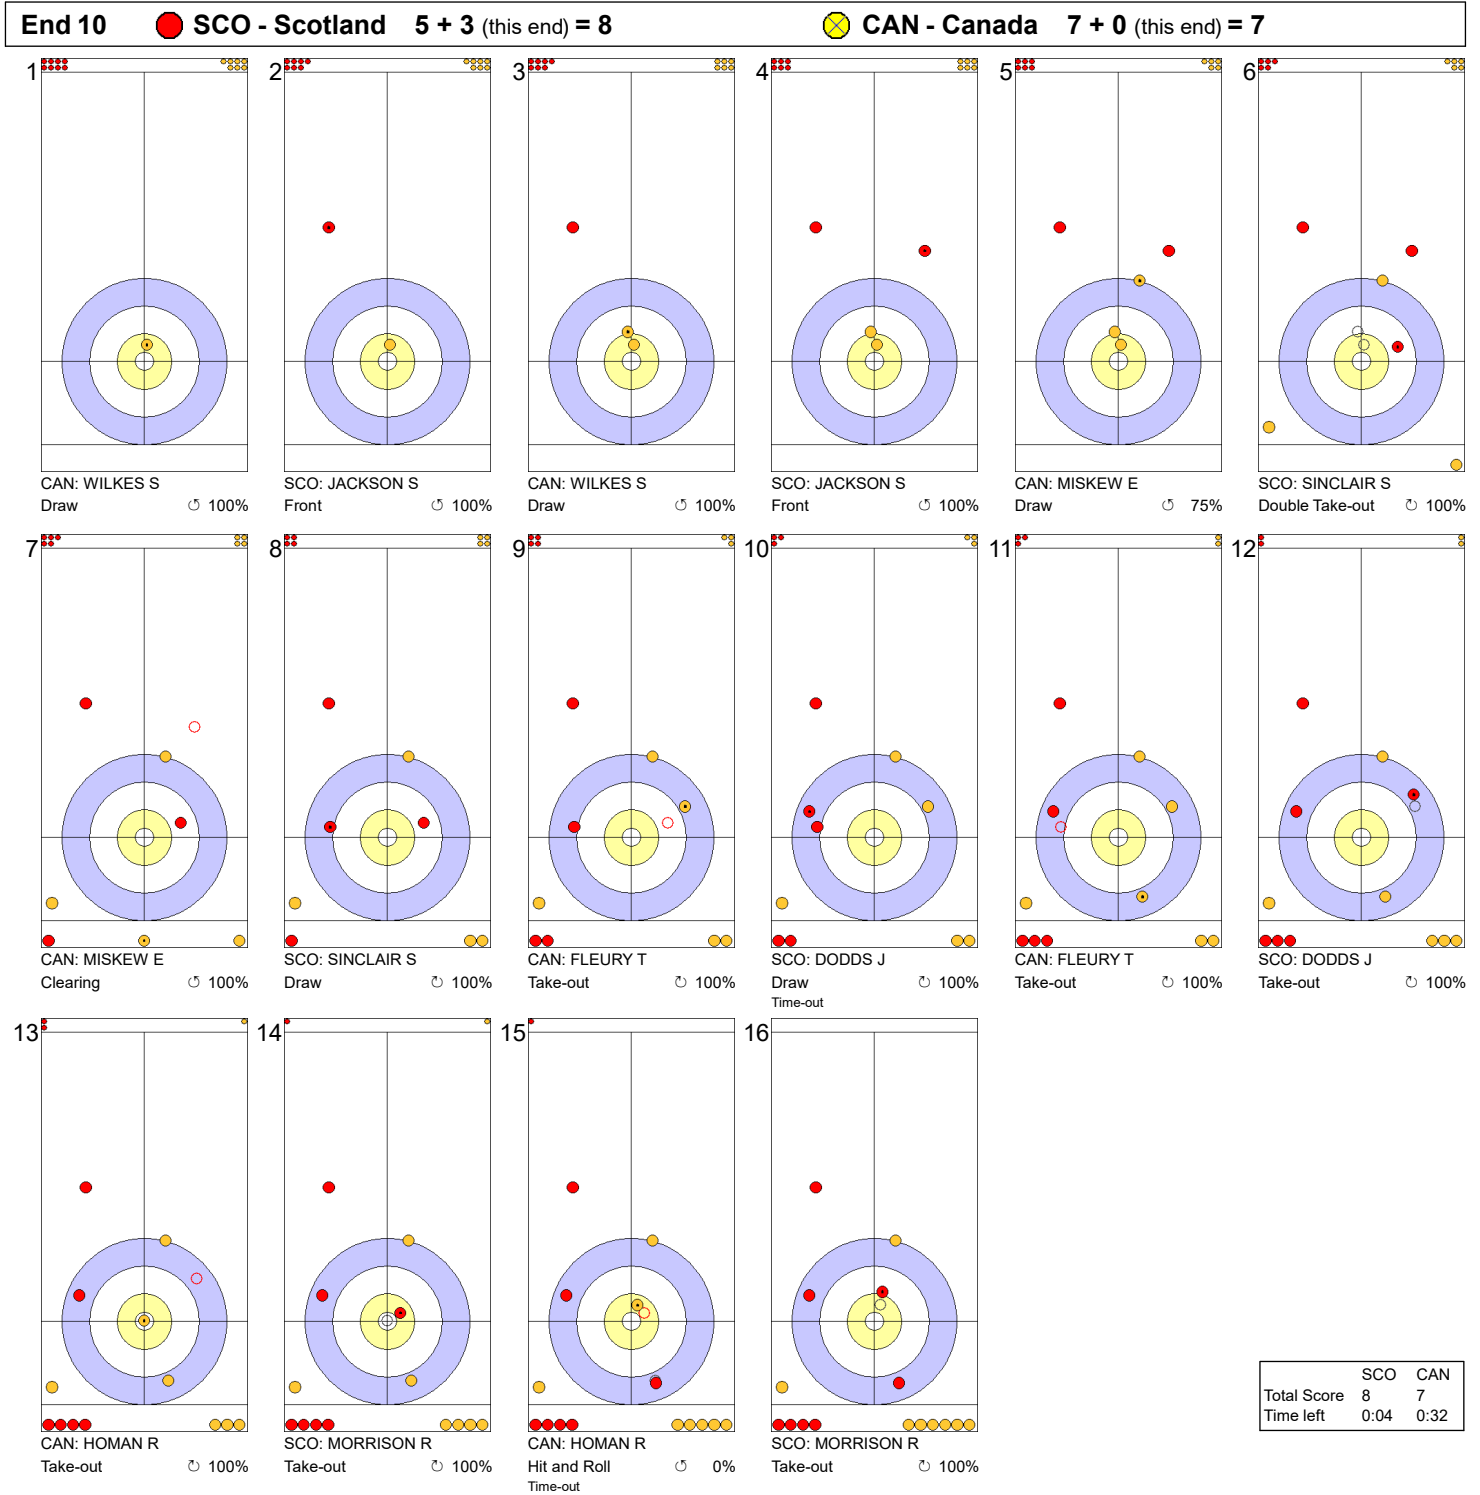 End 10 SCO - Scotland 5 + 3 (this end) = 8 CAN - Canada 7 + 0 (this end) = 7
1 2 3 4 5 6
CAN: WILKES S SCO: JACKSON S CAN: WILKES S SCO: JACKSON S CAN: MISKEW E SCO: SINCLAIR S
Draw ↺ 100% Front ↺ 100% Draw ↺ 100% Front ↺ 100% Draw ↺ 75% Double Take-out ↻ 100%
7 8 9 10 11 12
CAN: MISKEW E SCO: SINCLAIR S CAN: FLEURY T SCO: DODDS J CAN: FLEURY T SCO: DODDS J
Clearing ↺ 100% Draw ↻ 100% Take-out ↻ 100% Draw ↻ 100% Take-out ↺ 100% Take-out ↻ 100%
Time-out
13 14 15 16
SCO CAN
Total Score 8 7
Time left 0:04 0:32
CAN: HOMAN R SCO: MORRISON R CAN: HOMAN R SCO: MORRISON R
Take-out ↻ 100% Take-out ↻ 100% Hit and Roll ↺ 0% Take-out ↻ 100%
Time-out